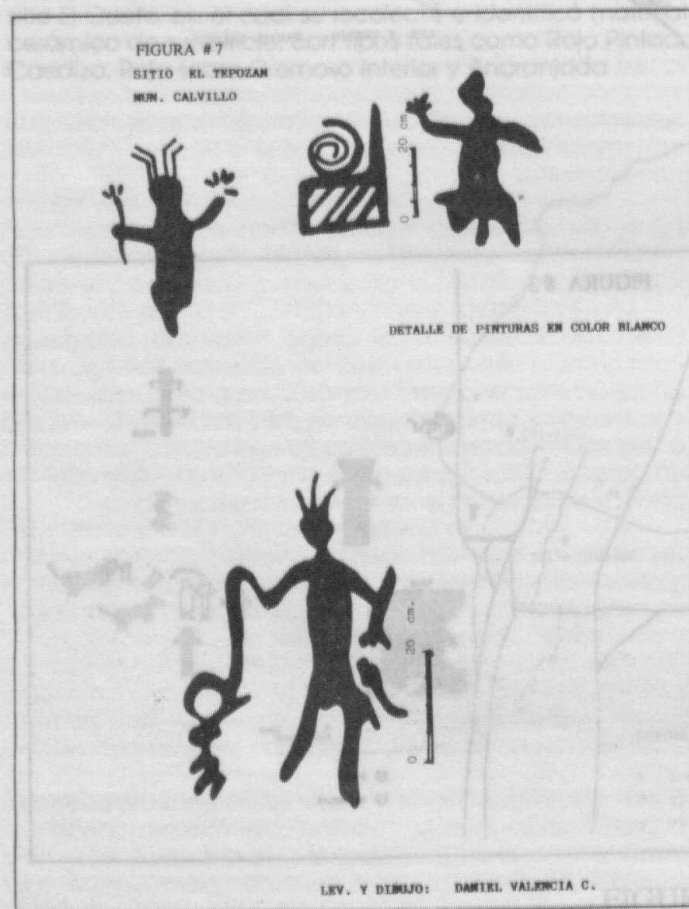 FIGURA #7
SITIO EL TEPOZAN
MUN. CALVILLO
20 cm.
0
DETALLE DE PINTURAS EN COLOR BLANCO
FIGURA #3
20 cm.
0
LEV. Y DIBUJO: DANIEL VALENCIA C.